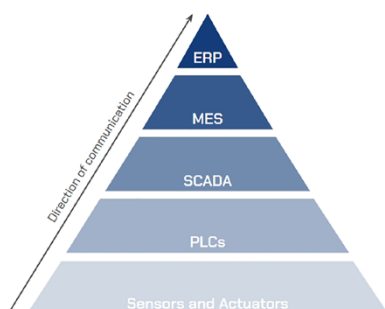 ERP
MES
SCADA
PLCs
Sensors and Actuators
Direction of communication